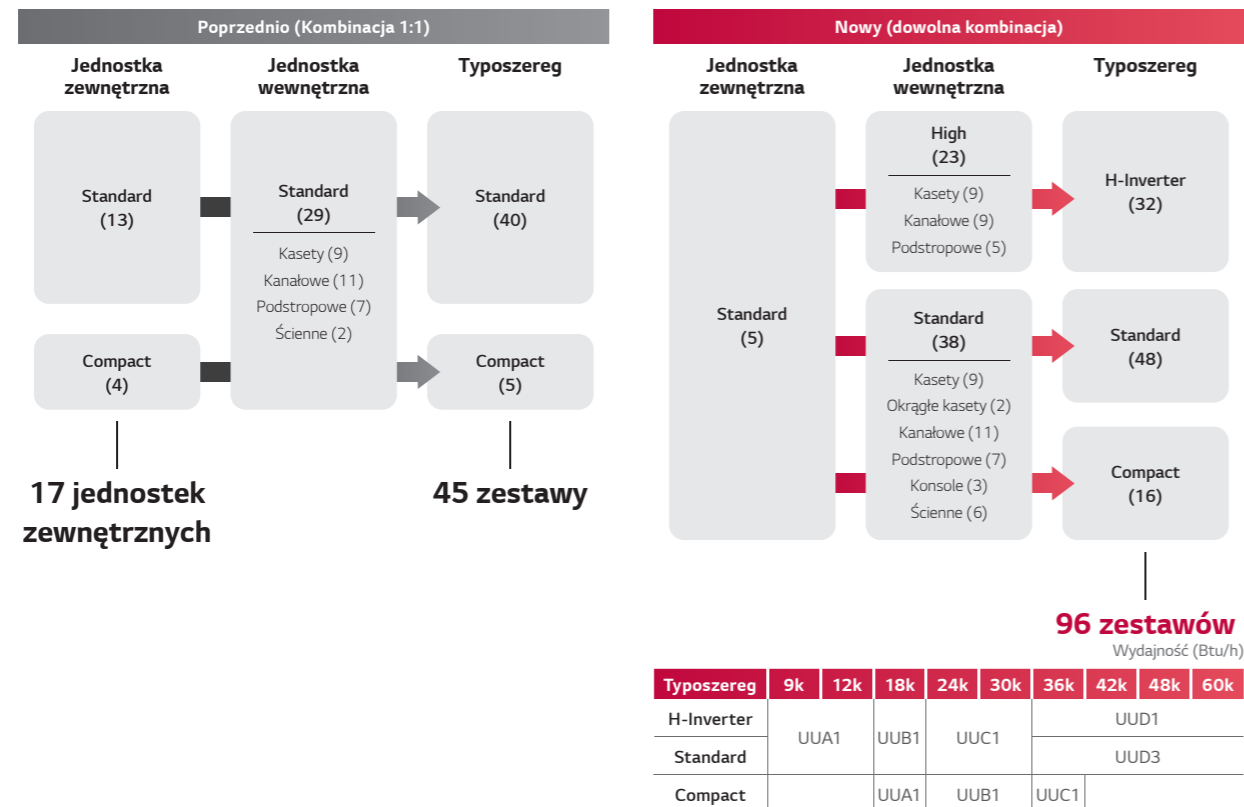 Poprzednio (Kombinacja 1:1)
Jednostka
zewnętrzna
Jednostka
wewnętrzna
Typoszereg
Standard
(13)
Standard
(29)
Kasety (9)
Kanałowe (11)
Podstropowe (7)
Ścienne (2)
Standard
(40)
Compact
(4)
Compact
(5)
17 jednostek
zewnętrznych
45 zestawy
Nowy (dowolna kombinacja)
Jednostka
zewnętrzna
Jednostka
wewnętrzna
Typoszereg
Standard
(5)
High
(23)
Kasety (9)
Kanałowe (9)
Podstropowe (5)
H-Inverter
(32)
Standard
(38)
Kasety (9)
Okrągłe kasety (2)
Kanałowe (11)
Podstropowe (7)
Konsole (3)
Ścienne (6)
Standard
(48)
Compact
(16)
96 zestawów
Wydajność (Btu/h)
Typoszereg 9k 12k 18k 24k 30k 36k 42k 48k 60k
H-Inverter UUA1 UUB1 UUC1 UUD1
Standard UUD3
Compact UUA1 UUB1 UUC1